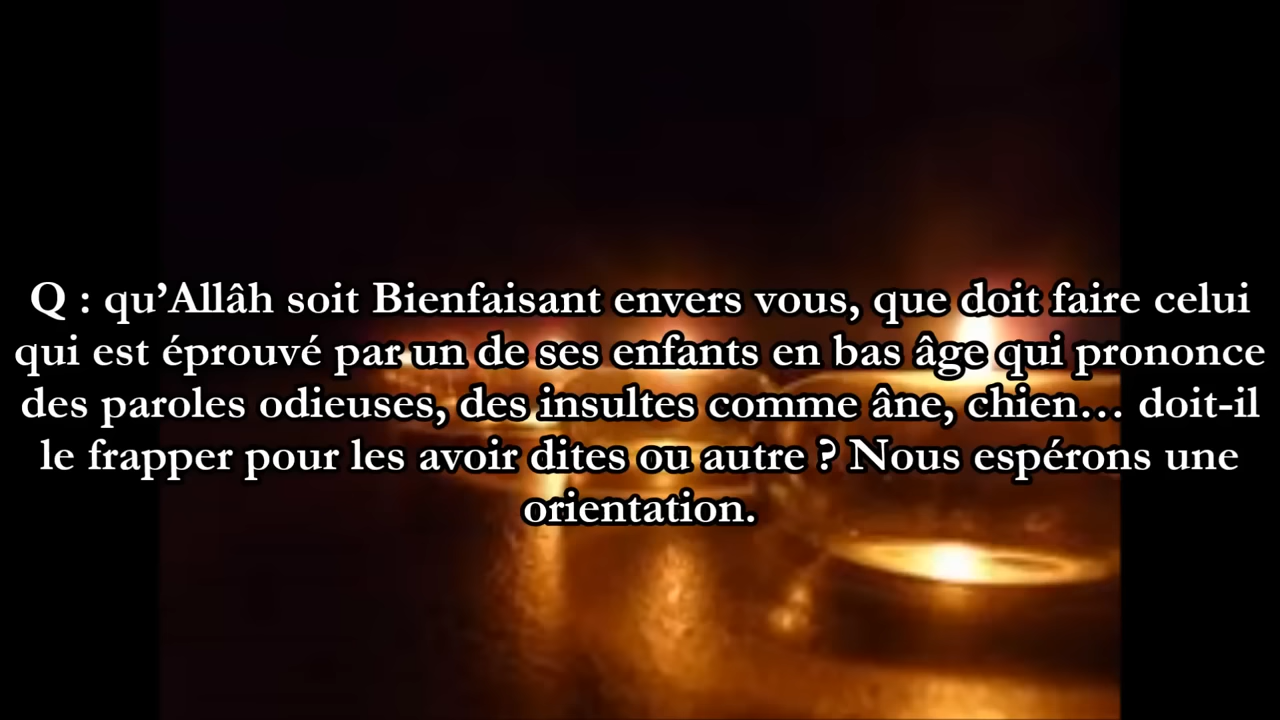 Q : qu’Allâh soit Bienfaisant envers vous, que doit faire celui
qui est éprouvé par un de ses enfants en bas âge qui prononce
des paroles odieuses, des insultes comme âne, chien… doit-il
le frapper pour les avoir dites ou autre ? Nous espérons une
orientation.